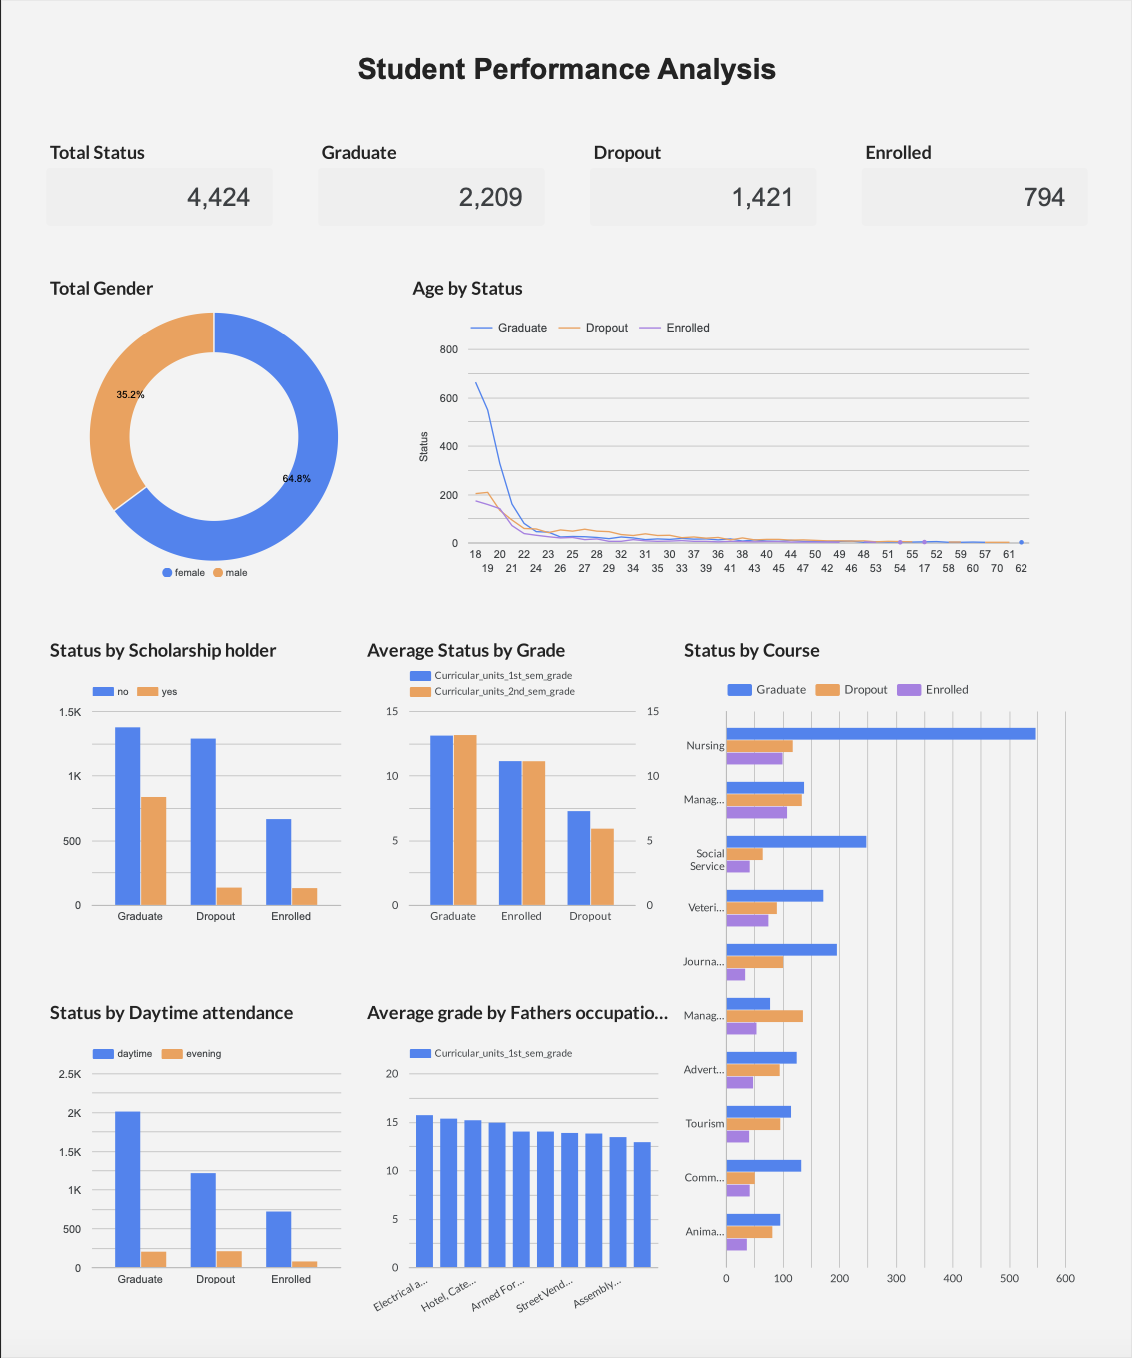 Student Performance Analysis
Total Status
Graduate
Dropout
Enrolled
4,424
2,209
1,421
794
Total Gender
35.2%
64.8%
female male
Age by Status
Graduate Dropout Enrolled
800
600
400
200
0
Status
18 20 22 23 25 28 32 31 30 37 36 38 40 44 50 49 48 51 55 52 59 57 61
19 21 24 26 27 29 34 35 33 39 41 43 45 47 42 46 53 54 17 58 60 70 62
Status by Scholarship holder
no yes
1.5K
1K
500
0
Graduate Dropout Enrolled
Average Status by Grade
Curricular_units_1st_sem_grade
Curricular_units_2nd_sem_grade
15 15
10 10
5 5
0 0
Graduate Enrolled Dropout
Status by Course
Graduate Dropout Enrolled
Nursing
Manag...
Social
Service
Veteri...
Journa...
Manag...
Advert...
Tourism
Comm...
Anima...
0 100 200 300 400 500 600
Status by Daytime attendance
daytime evening
2.5K
2K
1.5K
1K
500
0
Graduate Dropout Enrolled
Average grade by Fathers occupatio...
Curricular_units_1st_sem_grade
20
15
10
5
0
Electrical a...
Hotel, Cate...
Armed For...
Street Vend...
Assembly...